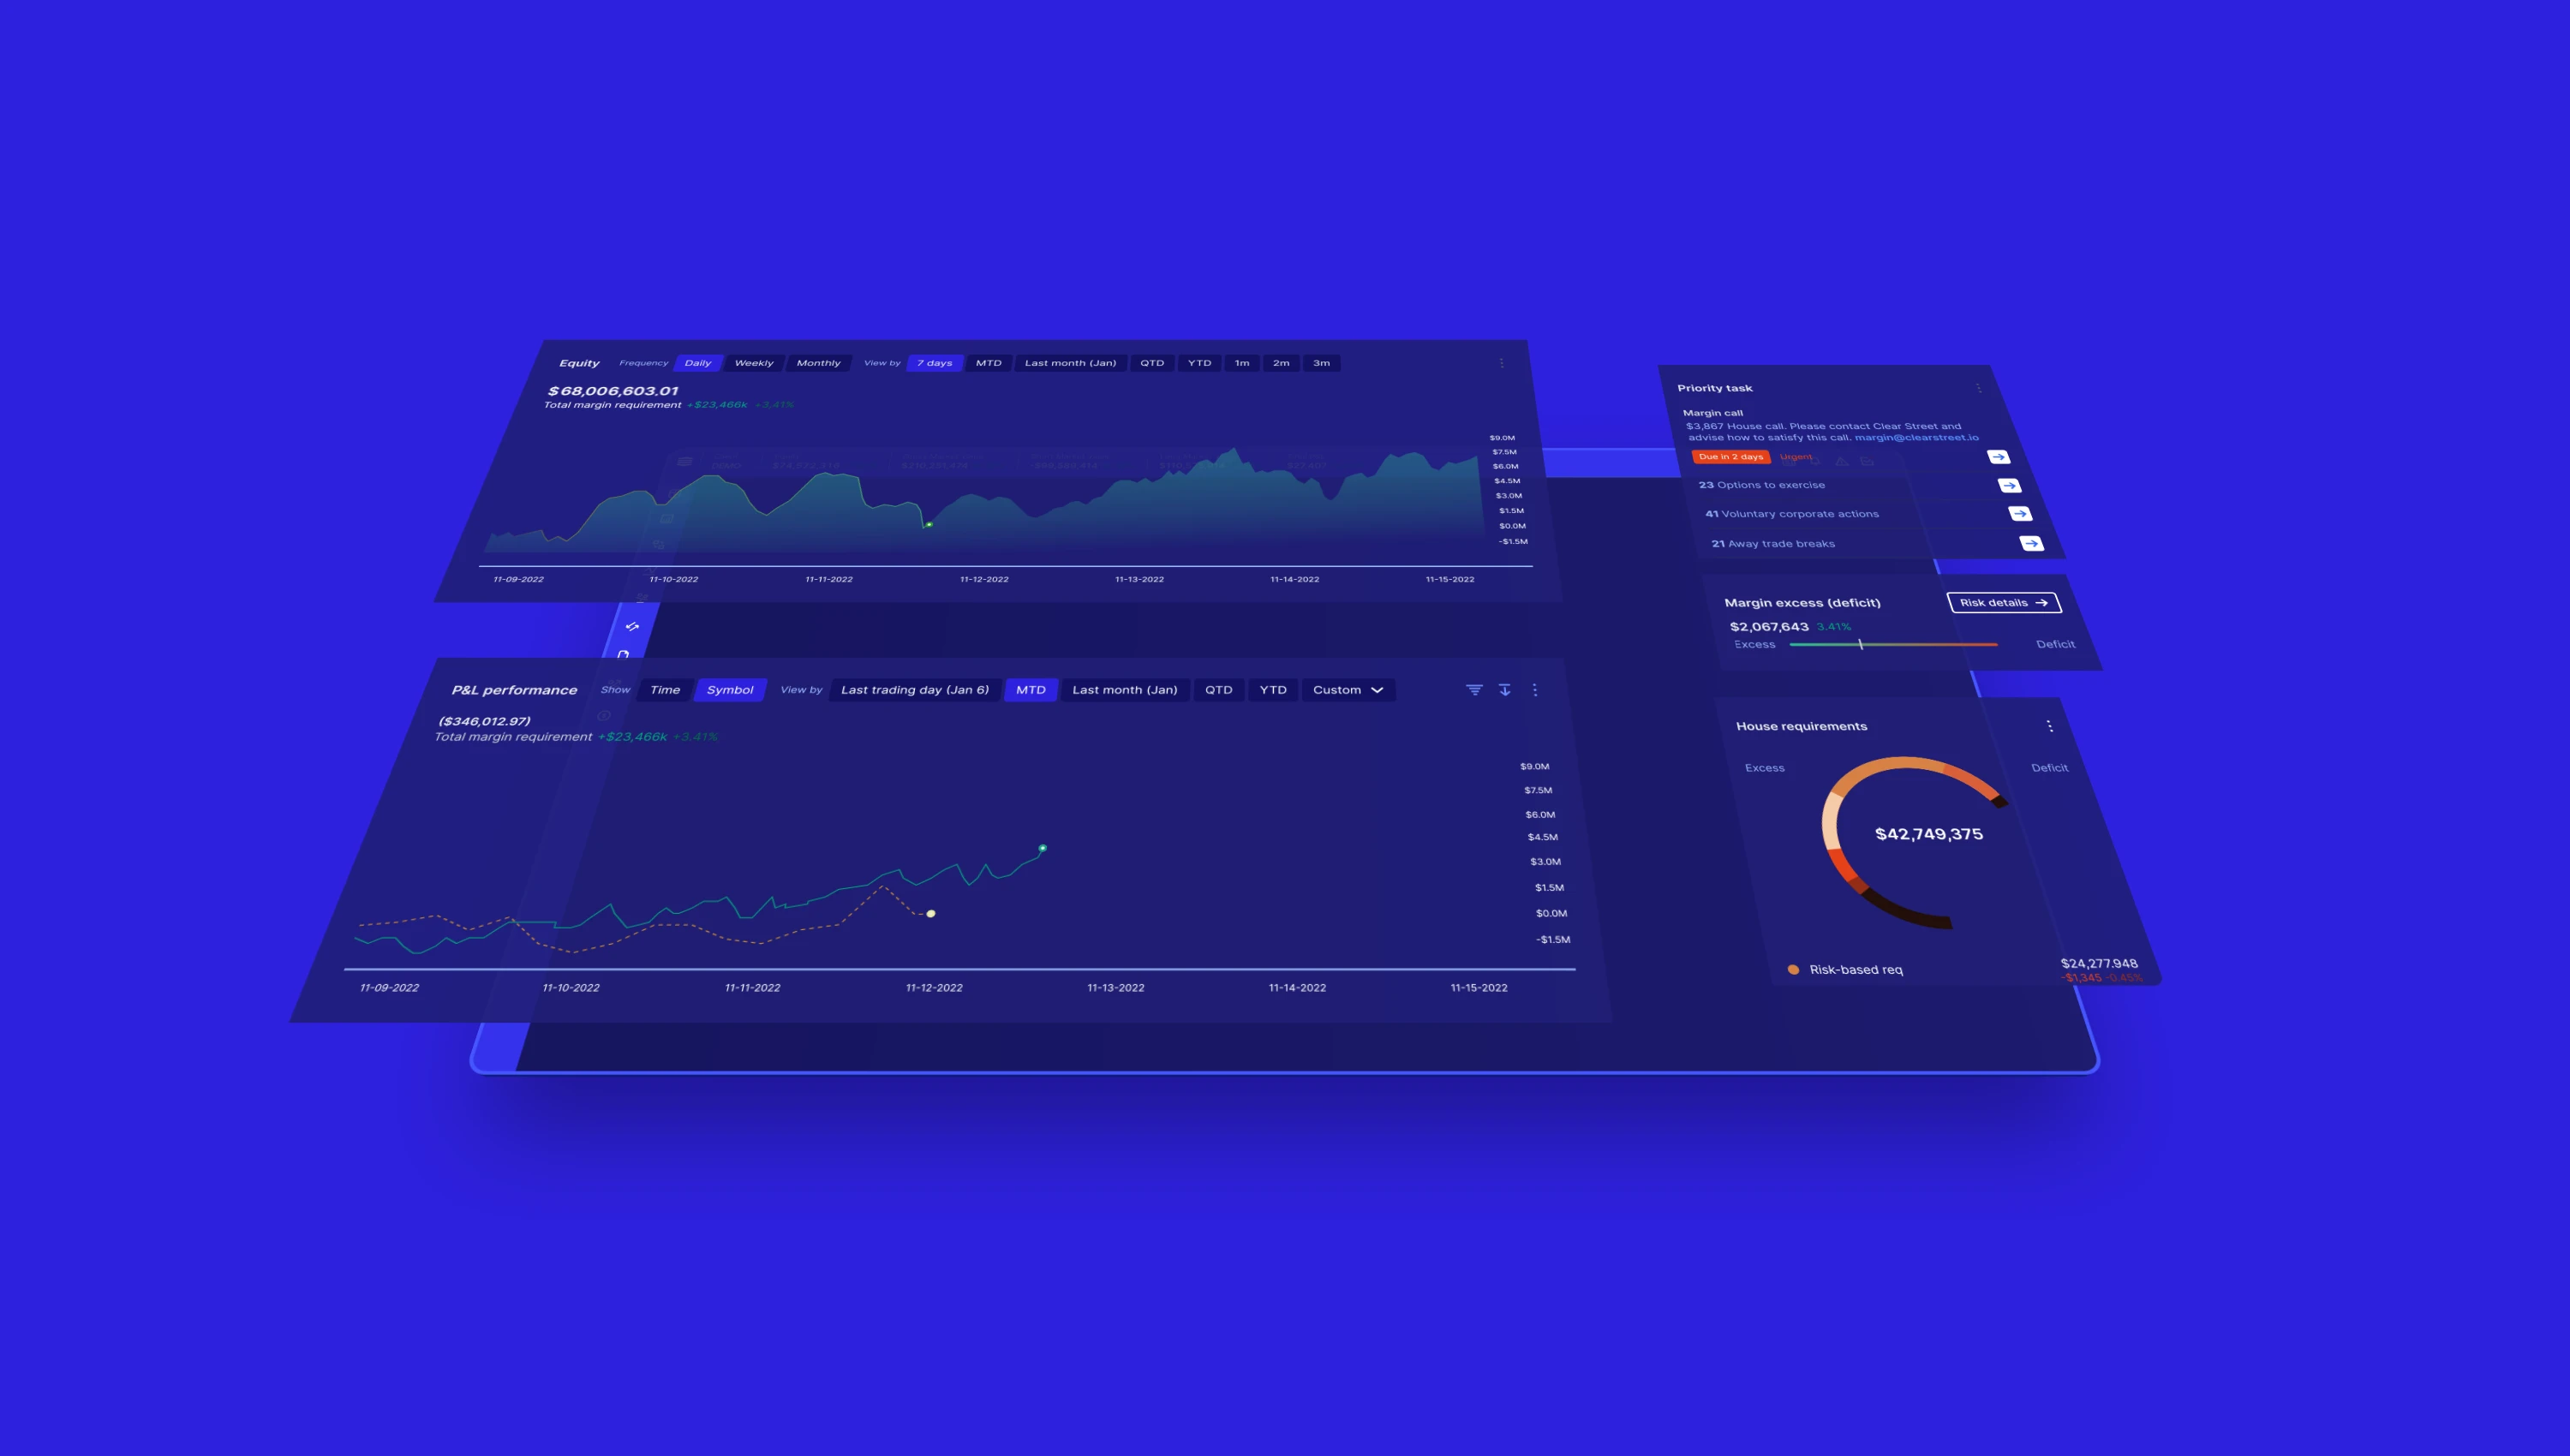 Equity Frequency Daily Weekly Monthly View by 7 days MTD Last month (Jan) QTD YTD 1m 2m 3m
$68,006,603.01
Total margin requirement +$23,466k +3.41%
$9.0M
$7.5M
$6.0M
$4.5M
$3.0M
$1.5M
$0.0M
-$1.5M
11-09-2022 11-10-2022 11-11-2022 11-12-2022 11-13-2022 11-14-2022 11-15-2022
P&L performance Show Time Symbol View by Last trading day (Jan 6) MTD Last month (Jan) QTD YTD Custom
($346,012.97)
Total margin requirement +$23,466k +3.41%
$9.0M
$7.5M
$6.0M
$4.5M
$3.0M
$1.5M
$0.0M
-$1.5M
11-09-2022 11-10-2022 11-11-2022 11-12-2022 11-13-2022 11-14-2022 11-15-2022
Priority task
Margin call
$3,867 House call. Please contact Clear Street and
advise how to satisfy this call. margin@clearstreet.io
Due in 2 days Urgent
23 Options to exercise
41 Voluntary corporate actions
21 Away trade breaks
Margin excess (deficit) Risk details
$2,067,643 3.41%
Excess Deficit
House requirements
Excess Deficit
$42,749,375
Risk-based req $24,277.948
-$1,345 -0.45%